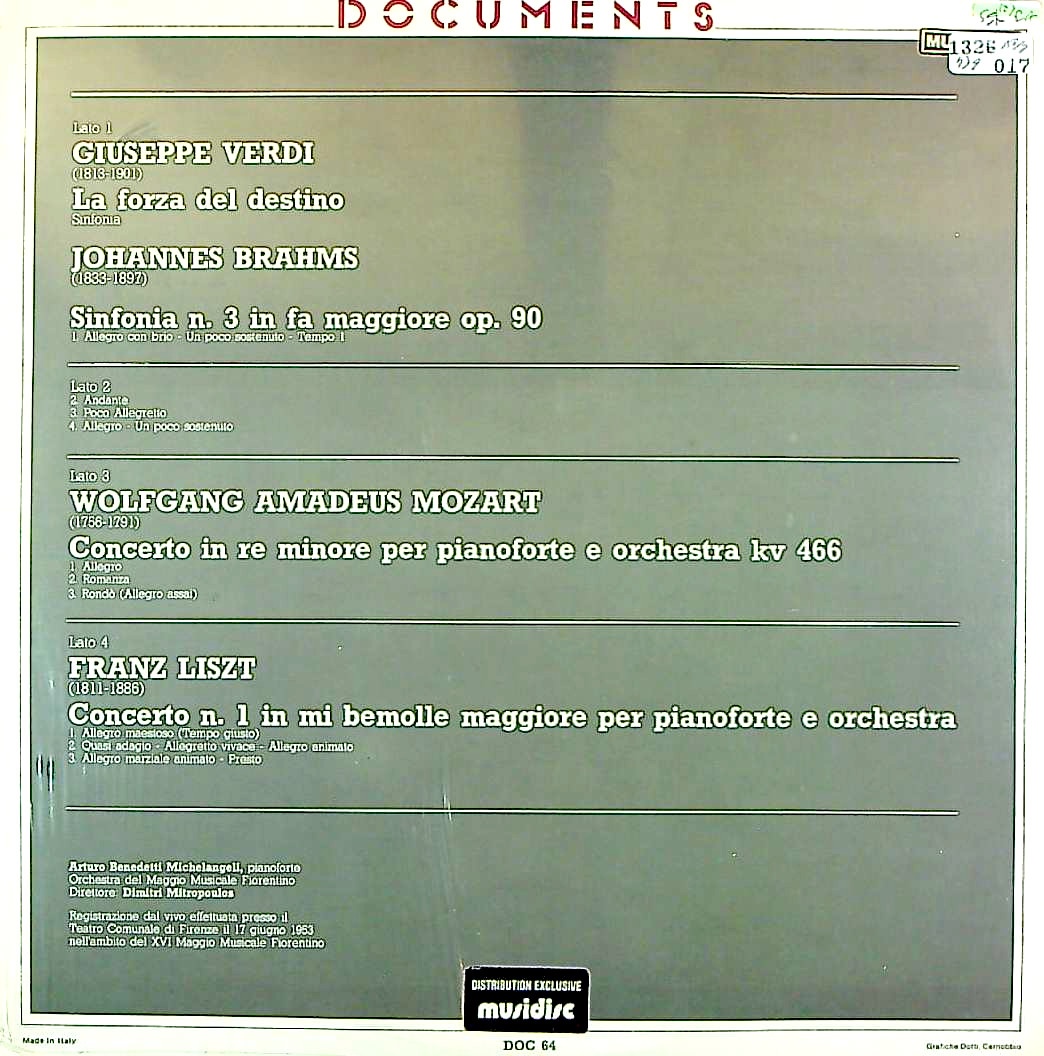 DOCUMENTS
MU
1326
017
Lato 1
GIUSEPPE VERDI
(1813-1901)
La forza del destino
Sinfonia
JOHANNES BRAHMS
(1833-1897)
Sinfonia n. 3 in fa maggiore op. 90
1. Allegro con brio - Un poco sostenuto - Tempo I
Lato 2
2. Andante
3. Poco Allegretto
4. Allegro - Un poco sostenuto
Lato 3
WOLFGANG AMADEUS MOZART
(1756-1791)
Concerto in re minore per pianoforte e orchestra kv 466
1. Allegro
2. Romanza
3. Rondò (Allegro assai)
Lato 4
FRANZ LISZT
(1811-1886)
Concerto n. 1 in mi bemolle maggiore per pianoforte e orchestra
1. Allegro maestoso (Tempo giusto)
2. Quasi adagio - Allegretto vivace - Allegro animato
3. Allegro marziale animato - Presto
Arturo Benedetti Michelangeli, pianoforte
Orchestra del Maggio Musicale Fiorentino
Direttore: Dimitri Mitropoulos
Registrazione dal vivo effettuata presso il
Teatro Comunale di Firenze il 17 giugno 1953
nell'ambito del XVI Maggio Musicale Fiorentino
DISTRIBUTION EXCLUSIVE
musidisc
Made in Italy
DOC 64
Grafiche Dotti, Cernobbio